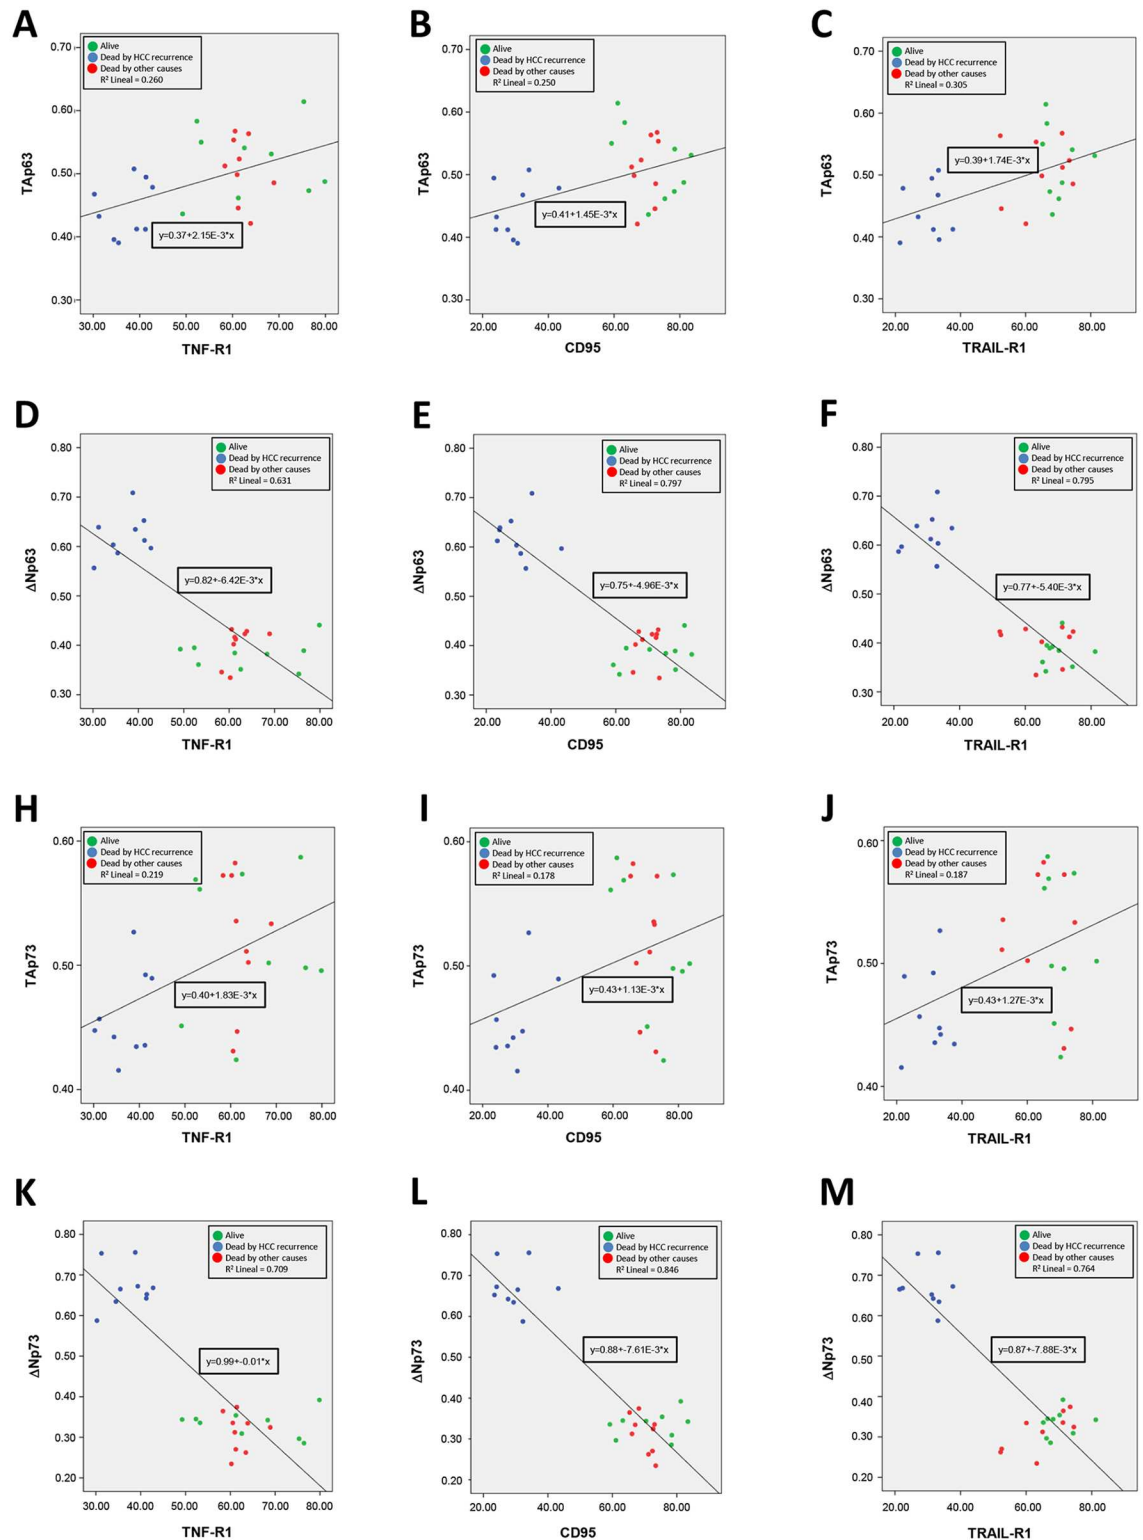 A
Alive
Dead by HCC recurrence
Dead by other causes
R² Lineal = 0.260
0.70
0.60
0.50
0.40
0.30
TAp63
y=0.37+2.15E-3*x
30.00 40.00 50.00 60.00 70.00 80.00
TNF-R1
B
Alive
Dead by HCC recurrence
Dead by other causes
R² Lineal = 0.250
0.70
0.60
0.50
0.40
0.30
TAp63
y=0.41+1.45E-3*x
20.00 40.00 60.00 80.00
CD95
C
Alive
Dead by HCC recurrence
Dead by other causes
R² Lineal = 0.305
0.70
0.60
0.50
0.40
0.30
TAp63
y=0.39+1.74E-3*x
20.00 40.00 60.00 80.00
TRAIL-R1
D
Alive
Dead by HCC recurrence
Dead by other causes
R² Lineal = 0.631
0.80
0.70
0.60
0.50
0.40
0.30
ΔNp63
y=0.82+-6.42E-3*x
30.00 40.00 50.00 60.00 70.00 80.00
TNF-R1
E
Alive
Dead by HCC recurrence
Dead by other causes
R² Lineal = 0.797
0.80
0.70
0.60
0.50
0.40
0.30
ΔNp63
y=0.75+-4.96E-3*x
20.00 40.00 60.00 80.00
CD95
F
Alive
Dead by HCC recurrence
Dead by other causes
R² Lineal = 0.795
0.80
0.70
0.60
0.50
0.40
0.30
ΔNp63
y=0.77+-5.40E-3*x
20.00 40.00 60.00 80.00
TRAIL-R1
H
Alive
Dead by HCC recurrence
Dead by other causes
R² Lineal = 0.219
0.60
0.50
0.40
TAp73
y=0.40+1.83E-3*x
30.00 40.00 50.00 60.00 70.00 80.00
TNF-R1
I
Alive
Dead by HCC recurrence
Dead by other causes
R² Lineal = 0.178
0.60
0.50
0.40
TAp73
y=0.43+1.13E-3*x
20.00 40.00 60.00 80.00
CD95
J
Alive
Dead by HCC recurrence
Dead by other causes
R² Lineal = 0.187
0.60
0.50
0.40
TAp73
y=0.43+1.27E-3*x
20.00 40.00 60.00 80.00
TRAIL-R1
K
Alive
Dead by HCC recurrence
Dead by other causes
R² Lineal = 0.709
0.80
0.70
0.60
0.50
0.40
0.30
0.20
ΔNp73
y=0.99+-0.01*x
30.00 40.00 50.00 60.00 70.00 80.00
TNF-R1
L
Alive
Dead by HCC recurrence
Dead by other causes
R² Lineal = 0.846
0.80
0.70
0.60
0.50
0.40
0.30
0.20
ΔNp73
y=0.88+-7.61E-3*x
20.00 40.00 60.00 80.00
CD95
M
Alive
Dead by HCC recurrence
Dead by other causes
R² Lineal = 0.764
0.80
0.70
0.60
0.50
0.40
0.30
0.20
ΔNp73
y=0.87+-7.88E-3*x
20.00 40.00 60.00 80.00
TRAIL-R1